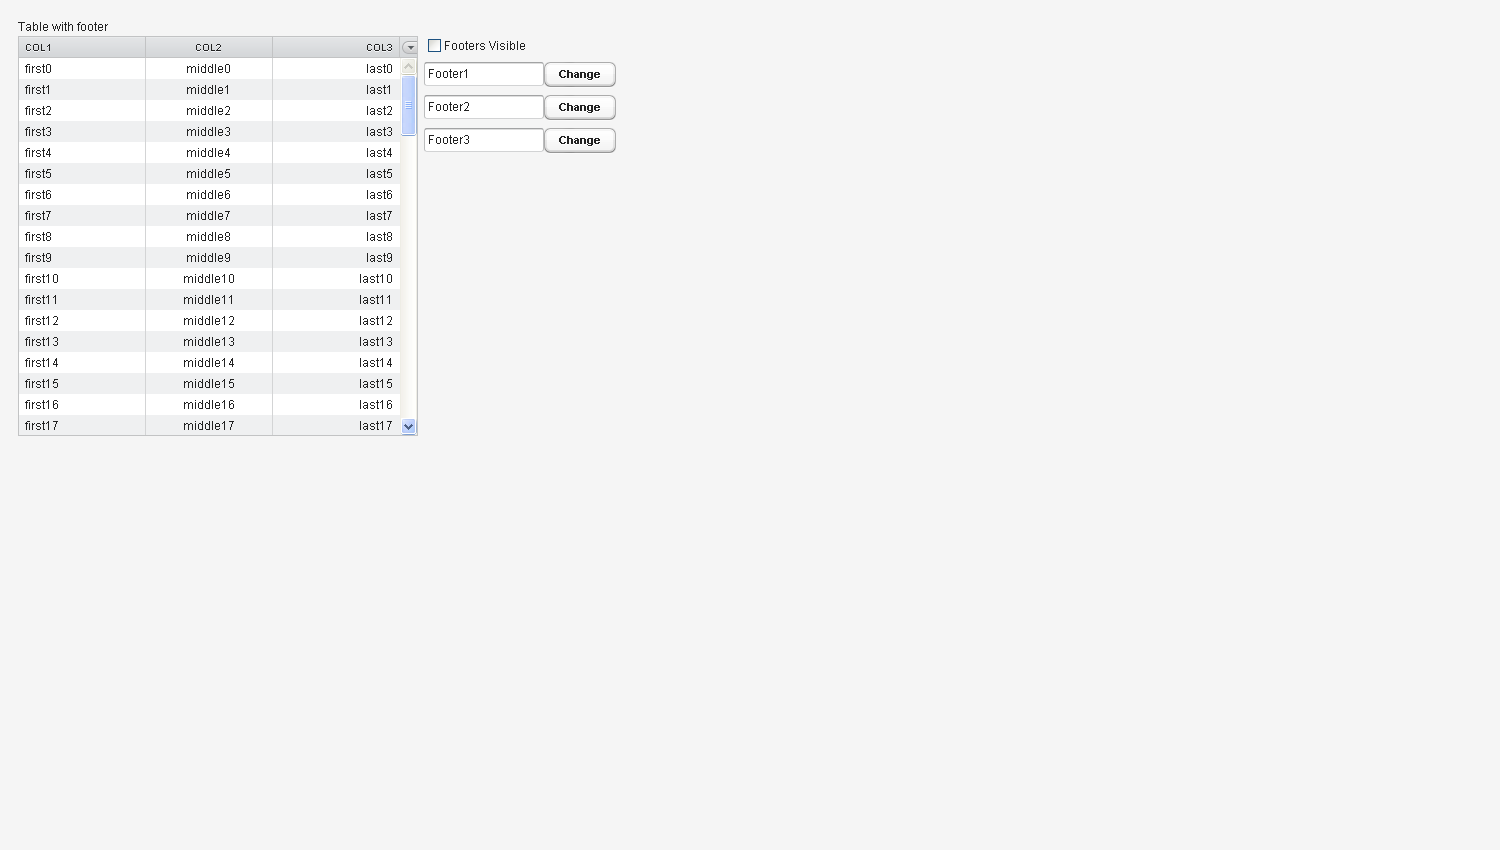 Table with footer
COL1 COL2 COL3
Footers Visible
first0 middle0 last0
Footer1 Change
first1 middle1 last1
Footer2 Change
first2 middle2 last2
first3 middle3 last3
Footer3 Change
first4 middle4 last4
first5 middle5 last5
first6 middle6 last6
first7 middle7 last7
first8 middle8 last8
first9 middle9 last9
first10 middle10 last10
first11 middle11 last11
first12 middle12 last12
first13 middle13 last13
first14 middle14 last14
first15 middle15 last15
first16 middle16 last16
first17 middle17 last17